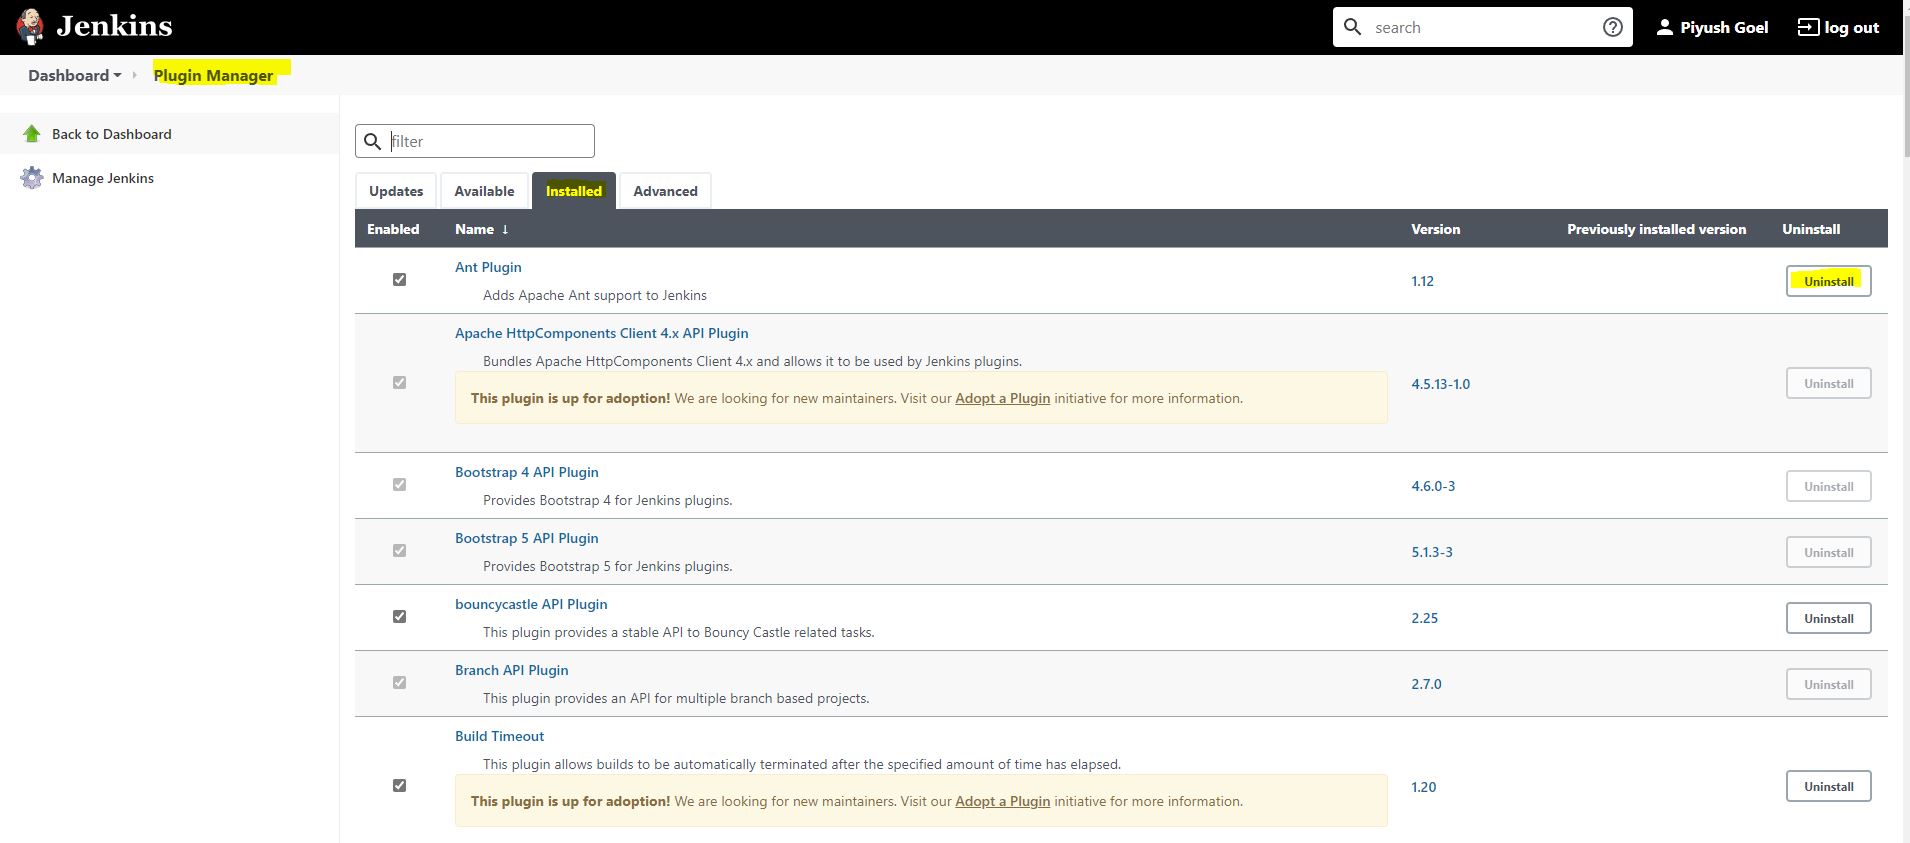 Jenkins
search
Piyush Goel
log out
Dashboard
Plugin Manager
Back to Dashboard
Manage Jenkins
filter
Updates Available Installed Advanced
Enabled Name ↓ Version Previously installed version Uninstall
Ant Plugin
Adds Apache Ant support to Jenkins
1.12
Uninstall
Apache HttpComponents Client 4.x API Plugin
Bundles Apache HttpComponents Client 4.x and allows it to be used by Jenkins plugins.
This plugin is up for adoption! We are looking for new maintainers. Visit our Adopt a Plugin initiative for more information.
4.5.13-1.0
Uninstall
Bootstrap 4 API Plugin
Provides Bootstrap 4 for Jenkins plugins.
4.6.0-3
Uninstall
Bootstrap 5 API Plugin
Provides Bootstrap 5 for Jenkins plugins.
5.1.3-3
Uninstall
bouncycastle API Plugin
This plugin provides a stable API to Bouncy Castle related tasks.
2.25
Uninstall
Branch API Plugin
This plugin provides an API for multiple branch based projects.
2.7.0
Uninstall
Build Timeout
This plugin allows builds to be automatically terminated after the specified amount of time has elapsed.
This plugin is up for adoption! We are looking for new maintainers. Visit our Adopt a Plugin initiative for more information.
1.20
Uninstall